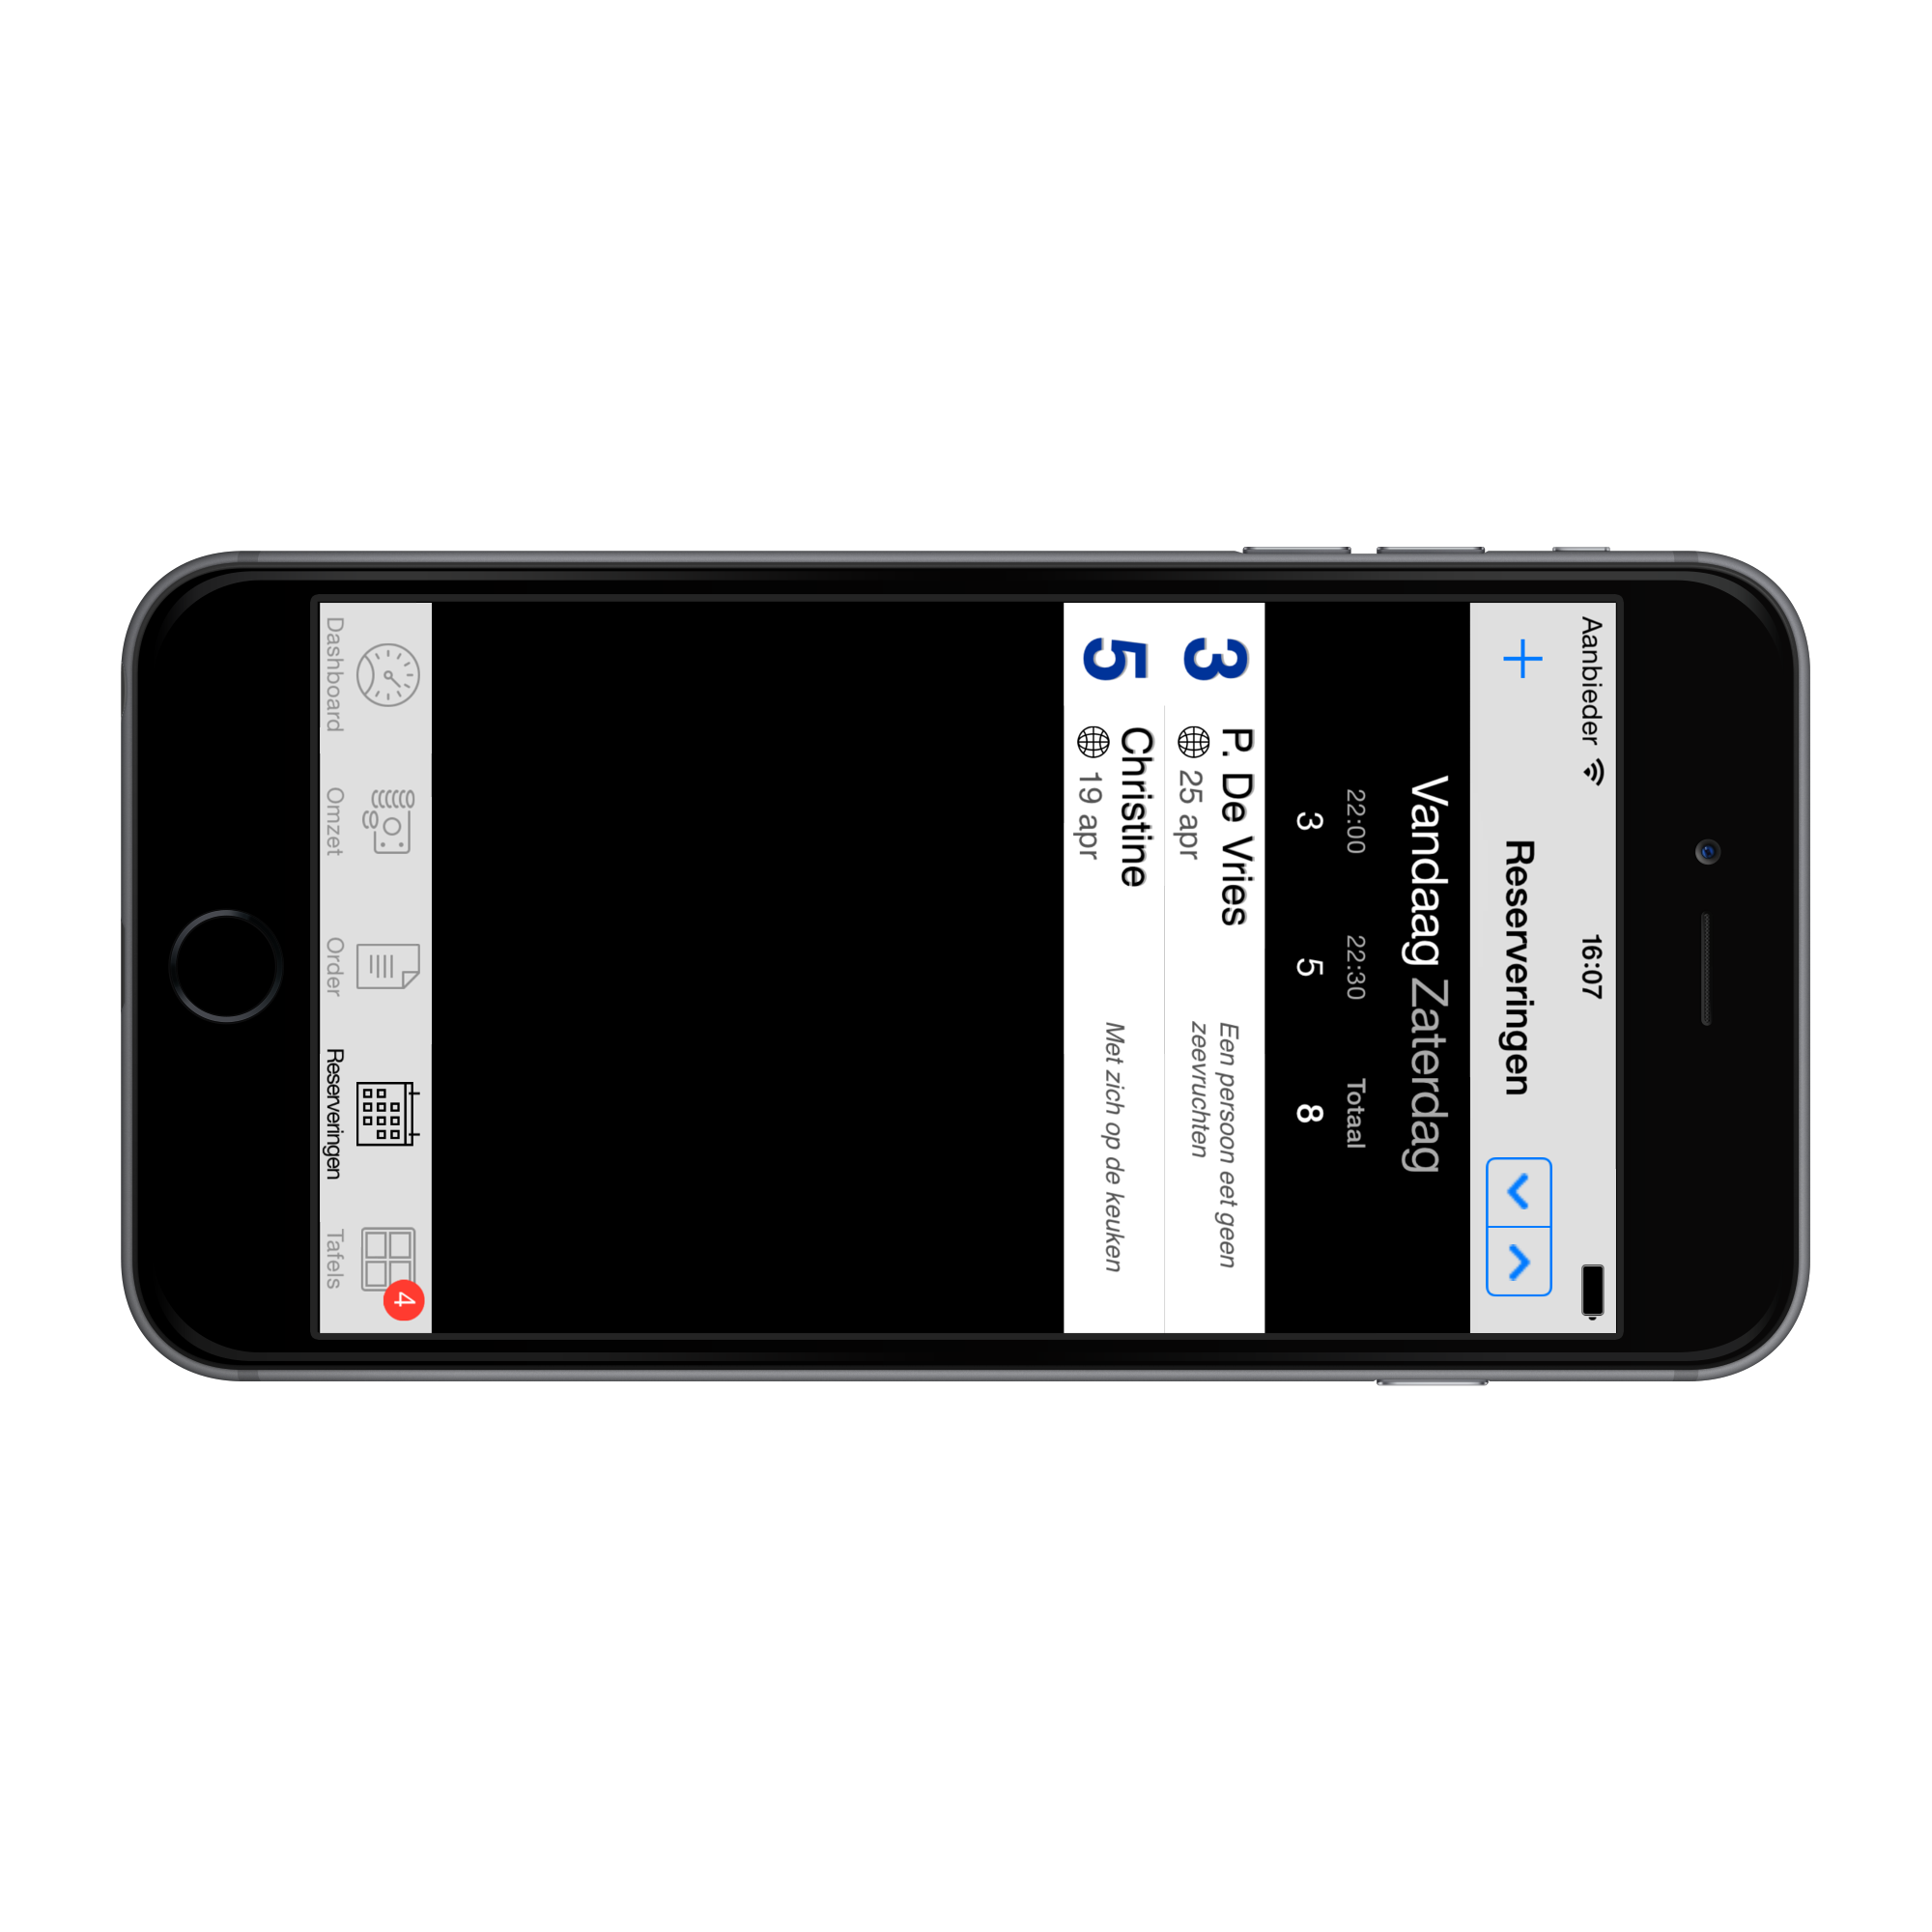 Aanbieder 16:07
Reserveringen
Vandaag Zaterdag
22:00 22:30 Totaal
3 5 8
3 P. De Vries
25 apr
Een persoon eet geen
zeevruchten
5 Christine
19 apr
Met zich op de keuken
4
Dashboard Omzet Order Reserveringen Tafels